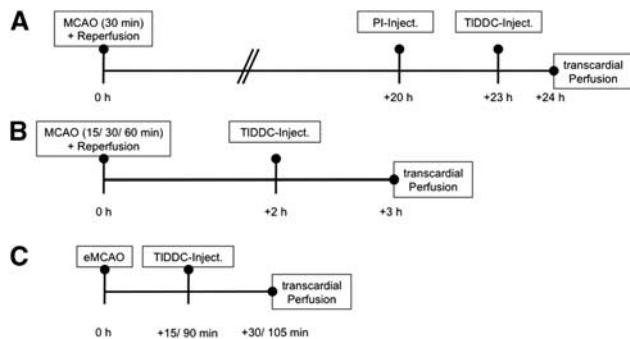 A
MCAO (30 min)
+ Reperfusion
PI-Inject.
TIDDC-Inject.
transcardial
Perfusion
0 h
+20 h
+23 h
+24 h
B
MCAO (15/ 30/ 60 min)
+ Reperfusion
TIDDC-Inject.
transcardial
Perfusion
0 h
+2 h
+3 h
C
eMCAO
TIDDC-Inject.
transcardial
Perfusion
0 h
+15/ 90 min
+30/ 105 min